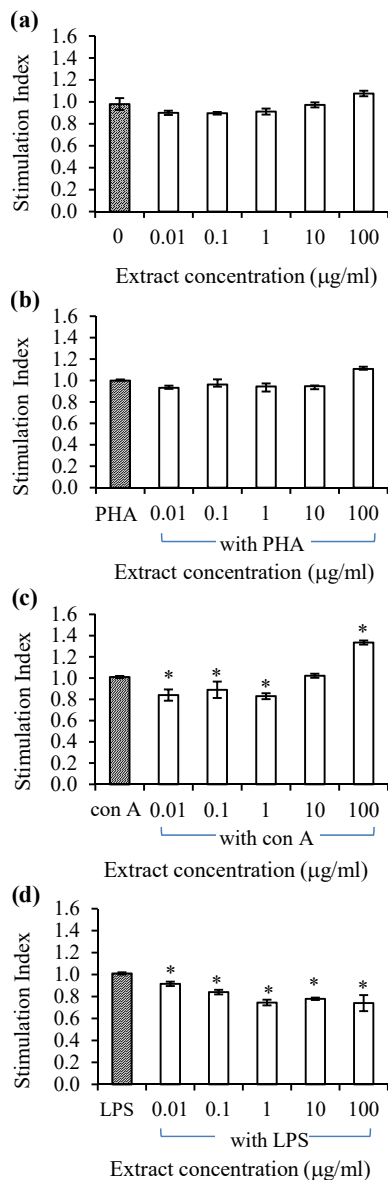 (a)
Stimulation Index
1.6
1.4
1.2
1.0
0.8
0.6
0.4
0.2
0.0
0 0.01 0.1 1 10 100
Extract concentration (μg/ml)
(b)
Stimulation Index
1.6
1.4
1.2
1.0
0.8
0.6
0.4
0.2
0.0
PHA 0.01 0.1 1 10 100
with PHA
Extract concentration (μg/ml)
(c)
Stimulation Index
1.6
1.4
1.2
1.0
0.8
0.6
0.4
0.2
0.0
* * * *
con A 0.01 0.1 1 10 100
with con A
Extract concentration (μg/ml)
(d)
Stimulation Index
1.6
1.4
1.2
1.0
0.8
0.6
0.4
0.2
0.0
* * * * *
LPS 0.01 0.1 1 10 100
with LPS
Extract concentration (μg/ml)